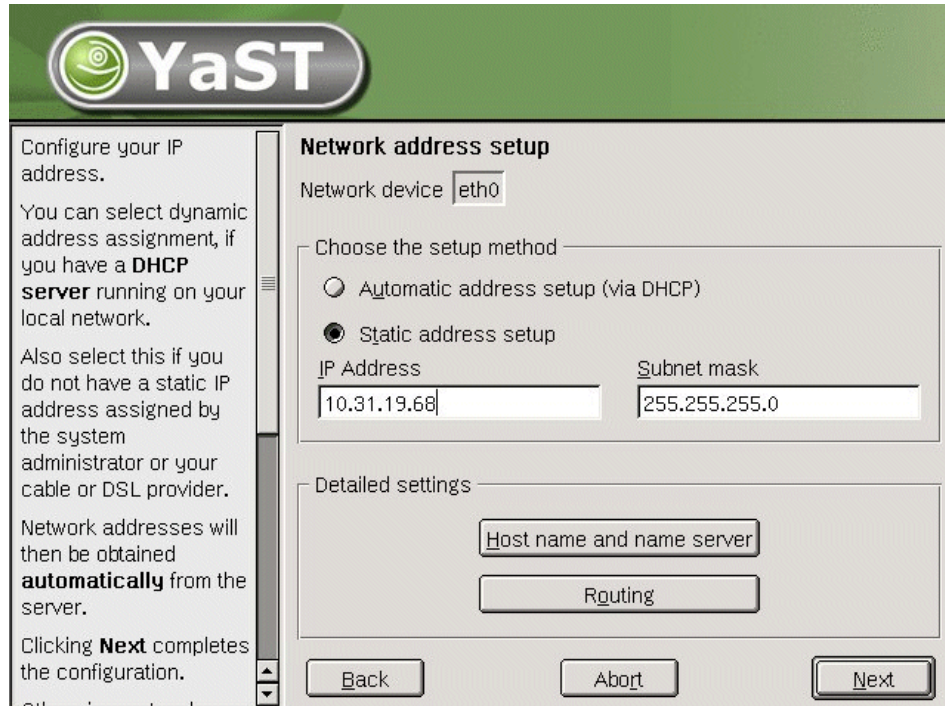 YaST
Configure your IP
address.
You can select dynamic
address assignment, if
you have a DHCP
server running on your
local network.
Also select this if you
do not have a static IP
address assigned by
the system
administrator or your
cable or DSL provider.
Network addresses will
then be obtained
automatically from the
server.
Clicking Next completes
the configuration.
Network address setup
Network device eth0
Choose the setup method
Automatic address setup (via DHCP)
Static address setup
IP Address Subnet mask
10.31.19.68 255.255.255.0
Detailed settings
Host name and name server
Routing
Back Abort Next